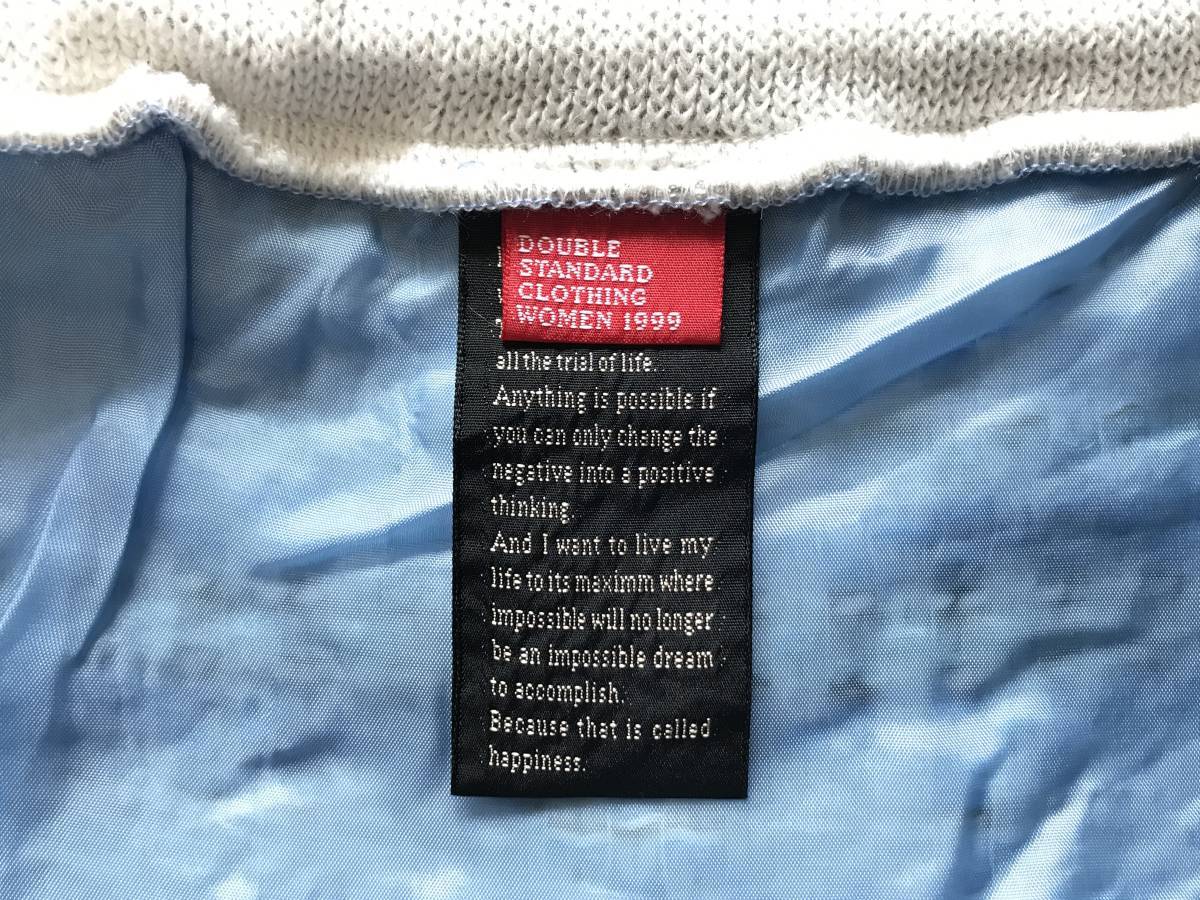 DOUBLE
STANDARD
CLOTHING
WOMEN 1999
all the trial of life.
Anything is possible if
you can only change the
negative into a positive
thinking.
And I want to live my
life to its maximm where
impossible will no longer
be an impossible dream
to accomplish.
Because that is called
happiness.